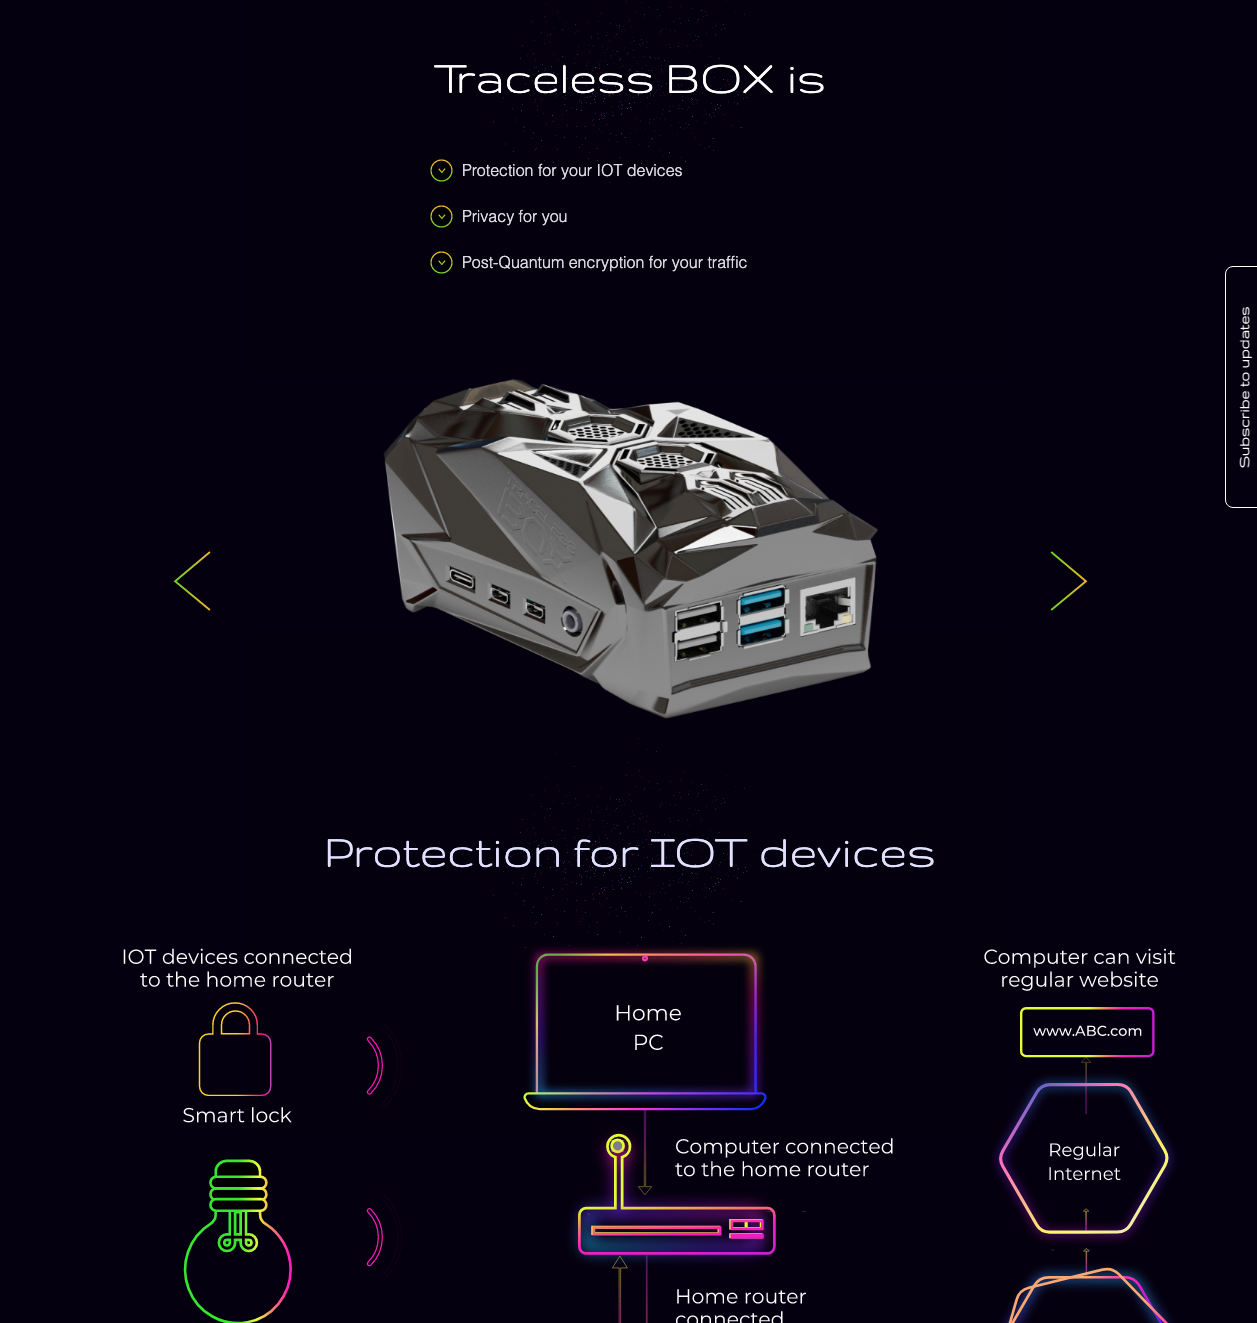 Traceless BOX is
Protection for your IOT devices
Privacy for you
Post-Quantum encryption for your traffic
Subscribe to updates
Protection for IOT devices
IOT devices connected
to the home router
Smart lock
Home
PC
Computer connected
to the home router
Home router
connected
Computer can visit
regular website
www.ABC.com
Regular
Internet